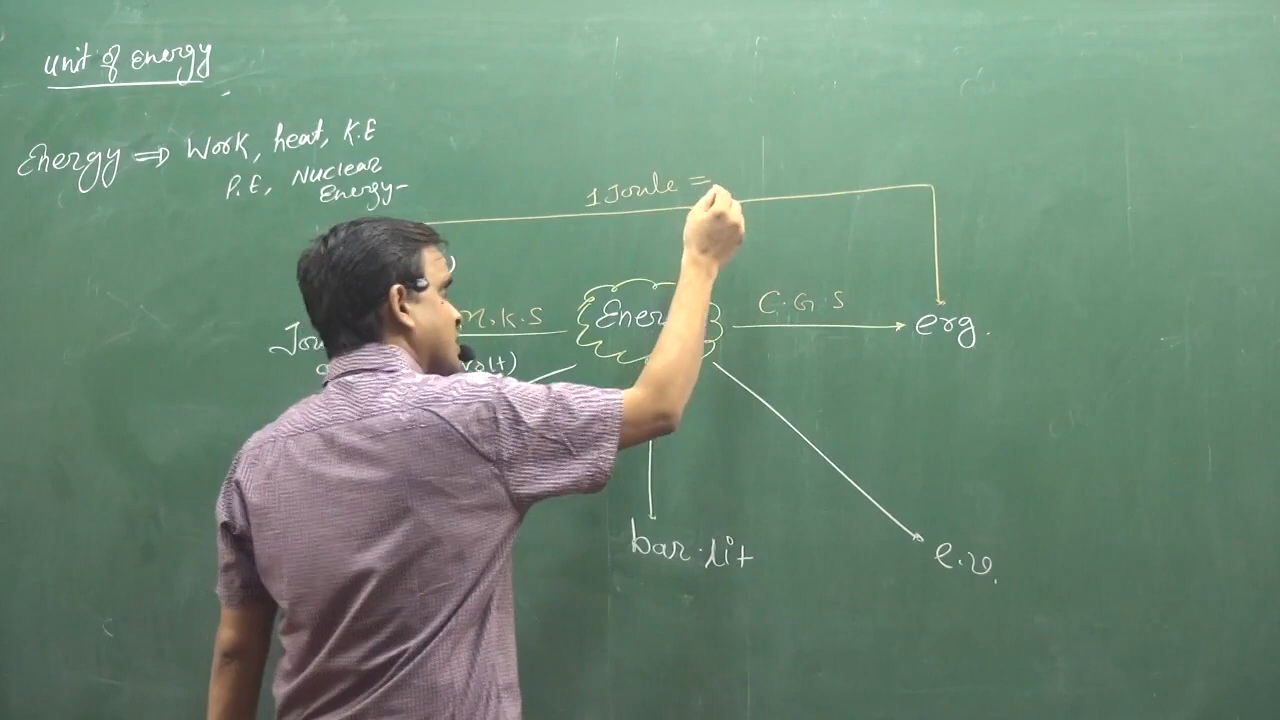 Unit of Energy
Energy ⇒ Work, heat, K.E
P.E, Nuclear
Energy-
1 Joule =
M.K.S
C.G.S
erg.
bar.lit
e.v.